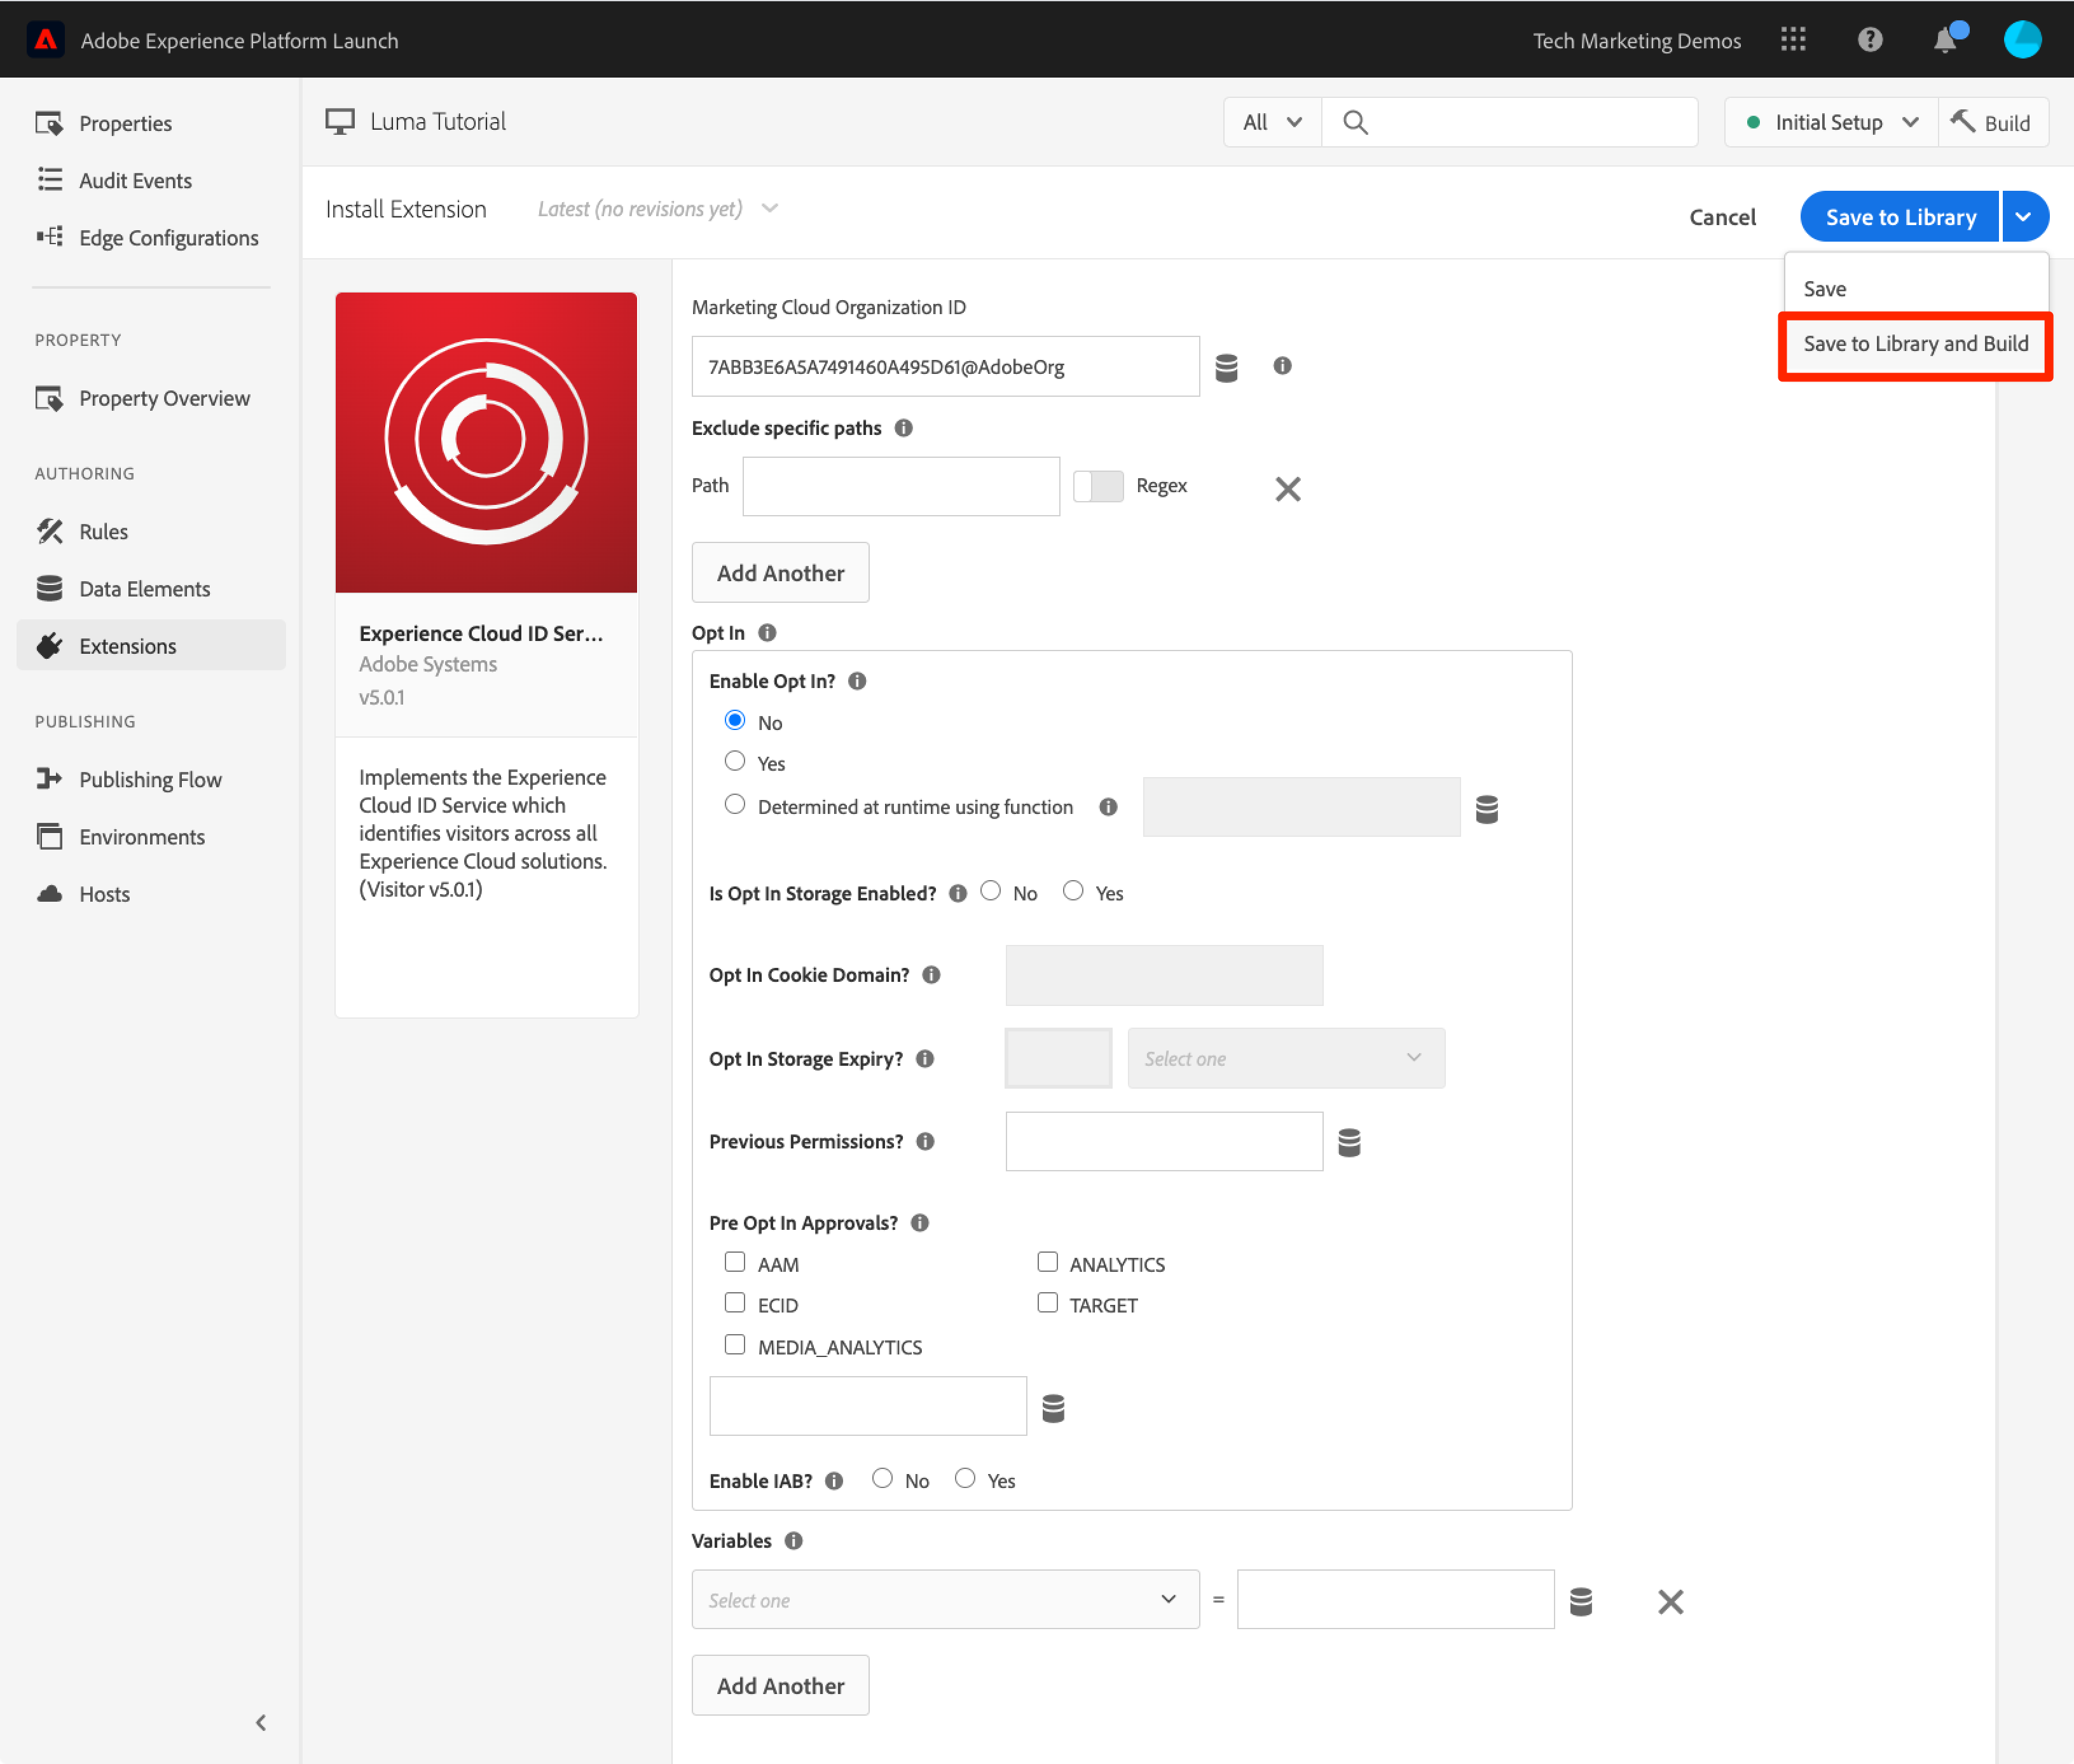 Adobe Experience Platform Launch
Tech Marketing Demos
Properties
Audit Events
Edge Configurations
PROPERTY
Property Overview
AUTHORING
Rules
Data Elements
Extensions
PUBLISHING
Publishing Flow
Environments
Hosts
Luma Tutorial
All
Initial Setup
Build
Install Extension
Latest (no revisions yet)
Cancel
Save to Library
Save
Save to Library and Build
Experience Cloud ID Ser...
Adobe Systems
v5.0.1
Implements the Experience
Cloud ID Service which
identifies visitors across all
Experience Cloud solutions.
(Visitor v5.0.1)
Marketing Cloud Organization ID
7ABB3E6A5A7491460A495D61@AdobeOrg
Exclude specific paths
Path
Regex
Add Another
Opt In
Enable Opt In?
No
Yes
Determined at runtime using function
Is Opt In Storage Enabled? No Yes
Opt In Cookie Domain?
Opt In Storage Expiry? Select one
Previous Permissions?
Pre Opt In Approvals?
AAM ANALYTICS
ECID TARGET
MEDIA_ANALYTICS
Enable IAB? No Yes
Variables
Select one =
Add Another